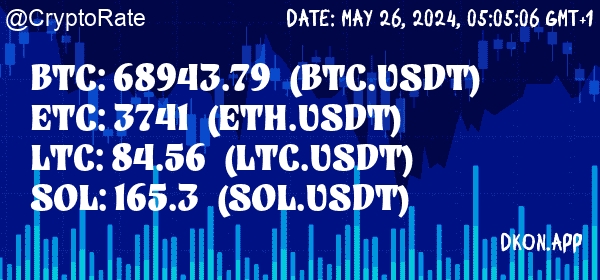 @CryptoRate
DATE: MAY 26, 2024, 05:05:06 GMT+1
BTC: 68943.79 (BTC.USDT)
ETC: 3741 (ETH.USDT)
LTC: 84.56 (LTC.USDT)
SOL: 165.3 (SOL.USDT)
DKON.APP